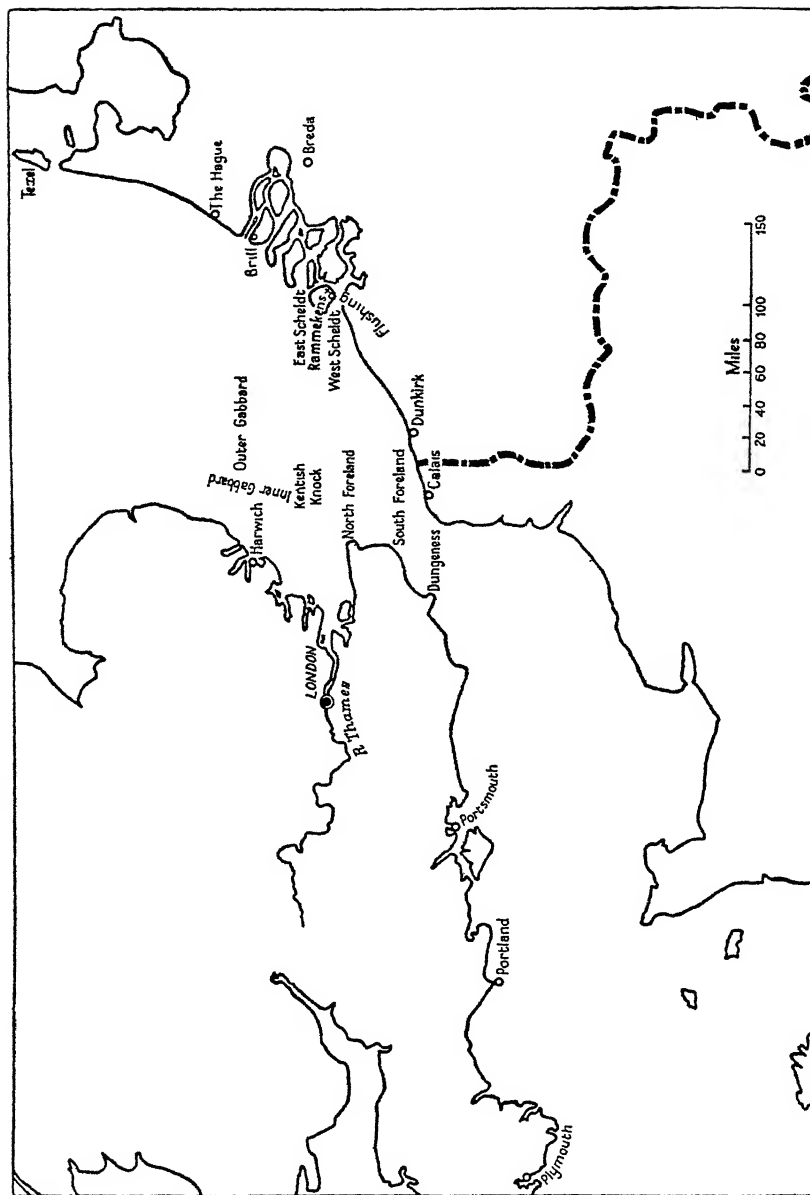 Texel
The Hague
Brill
Breda
East Scheldt
Rammekens
West Scheldt
Flushing
Outer Gabbard
Inner Gabbard
Harwich
Kentish
Knock
LONDON
R Thames
North Foreland
South Foreland
Dunkirk
Calais
Dungeness
Portsmouth
Portland
Plymouth
Miles
0 20 40 60 80 100 150